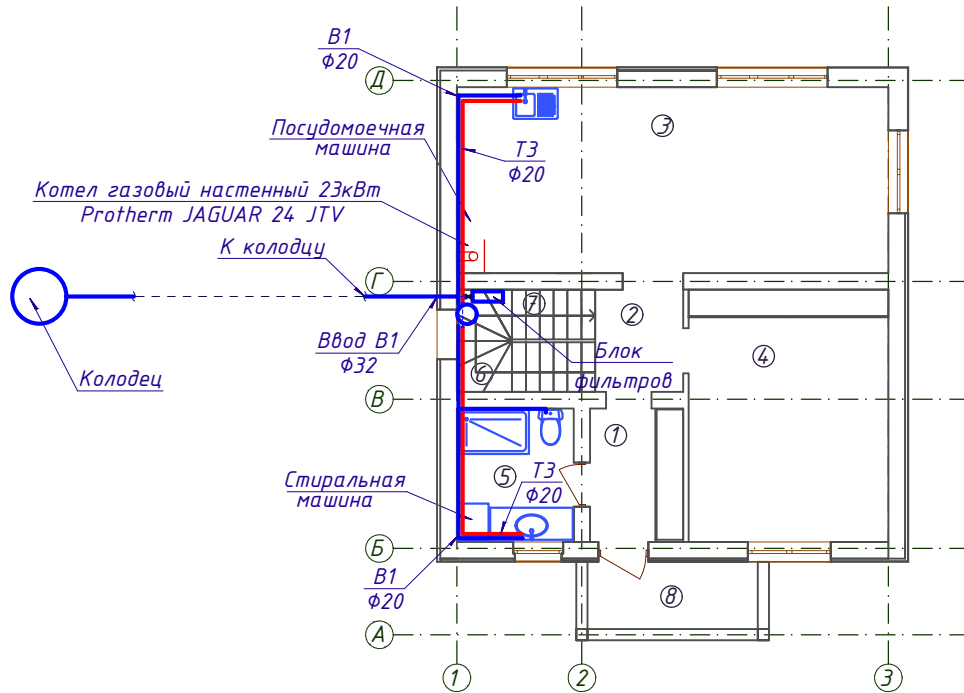 В1
Ф20
Д
Посудомоечная
машина
3
Т3
Ф20
Котел газовый настенный 23кВт
Protherm JAGUAR 24 JTV
К колодцу
Г
7
2
Ввод В1
Ф32
Блок
фильтров
4
Колодец
6
В
1
Стиральная
машина
5
Т3
Ф20
Б
В1
Ф20
8
А
1
2
3